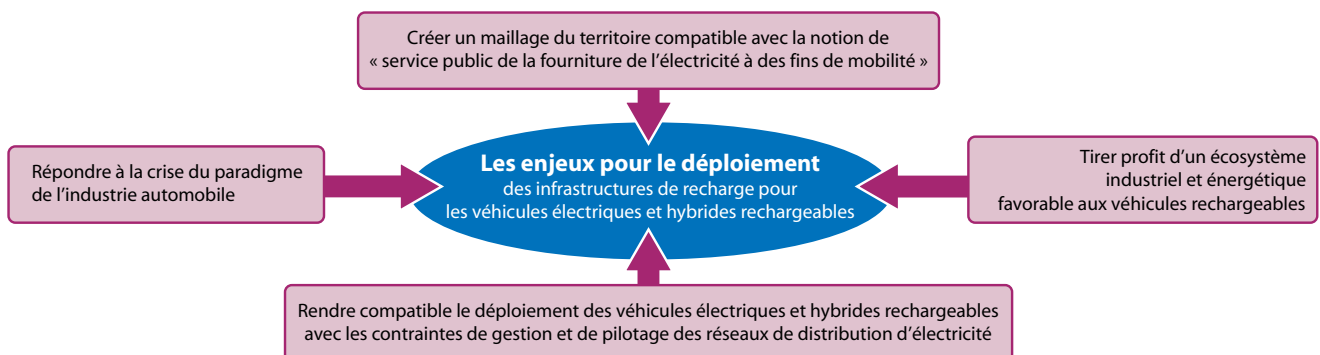 Créer un maillage du territoire compatible avec la notion de
« service public de la fourniture de l’électricité à des fins de mobilité »
Répondre à la crise du paradigme
de l’industrie automobile
Les enjeux pour le déploiement
des infrastructures de recharge pour
les véhicules électriques et hybrides rechargeables
Tirer profit d’un écosystème
industriel et énergétique
favorable aux véhicules rechargeables
Rendre compatible le déploiement des véhicules électriques et hybrides rechargeables
avec les contraintes de gestion et de pilotage des réseaux de distribution d’électricité